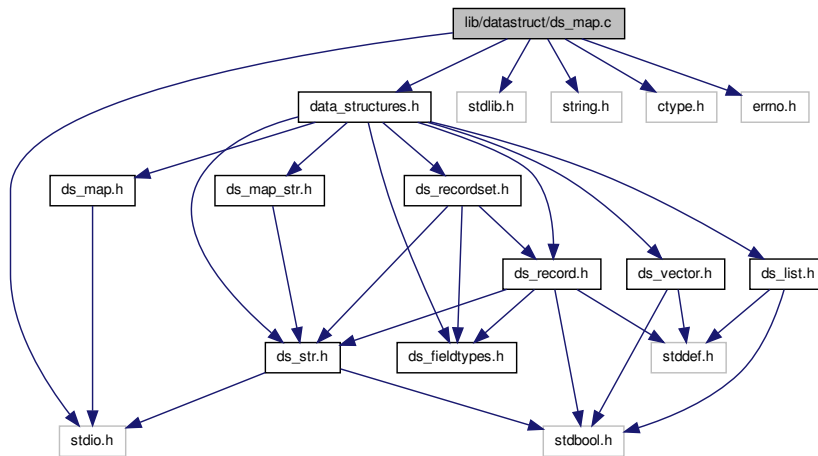 lib/datastruct/ds_map.c
data_structures.h
stdlib.h
string.h
ctype.h
errno.h
ds_map.h
ds_map_str.h
ds_recordset.h
ds_record.h
ds_vector.h
ds_list.h
ds_str.h
ds_fieldtypes.h
stddef.h
stdio.h
stdbool.h